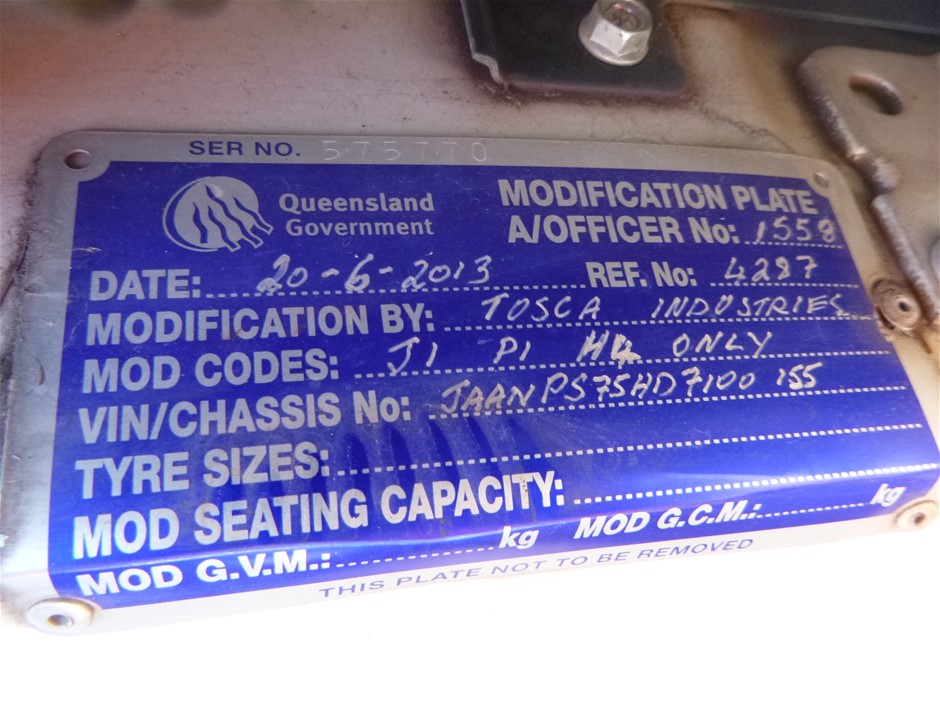 SER NO. 575770
Queensland Government
MODIFICATION PLATE
A/OFFICER No: 1558
DATE: 20-6-2013 REF. No: 4287
MODIFICATION BY: TOSCA INDUSTRIES
MOD CODES: J1 P1 H4 ONLY
VIN/CHASSIS No: JAANPS75HD7100155
TYRE SIZES:
MOD SEATING CAPACITY:
MOD G.V.M.: kg MOD G.C.M.: kg
THIS PLATE NOT TO BE REMOVED